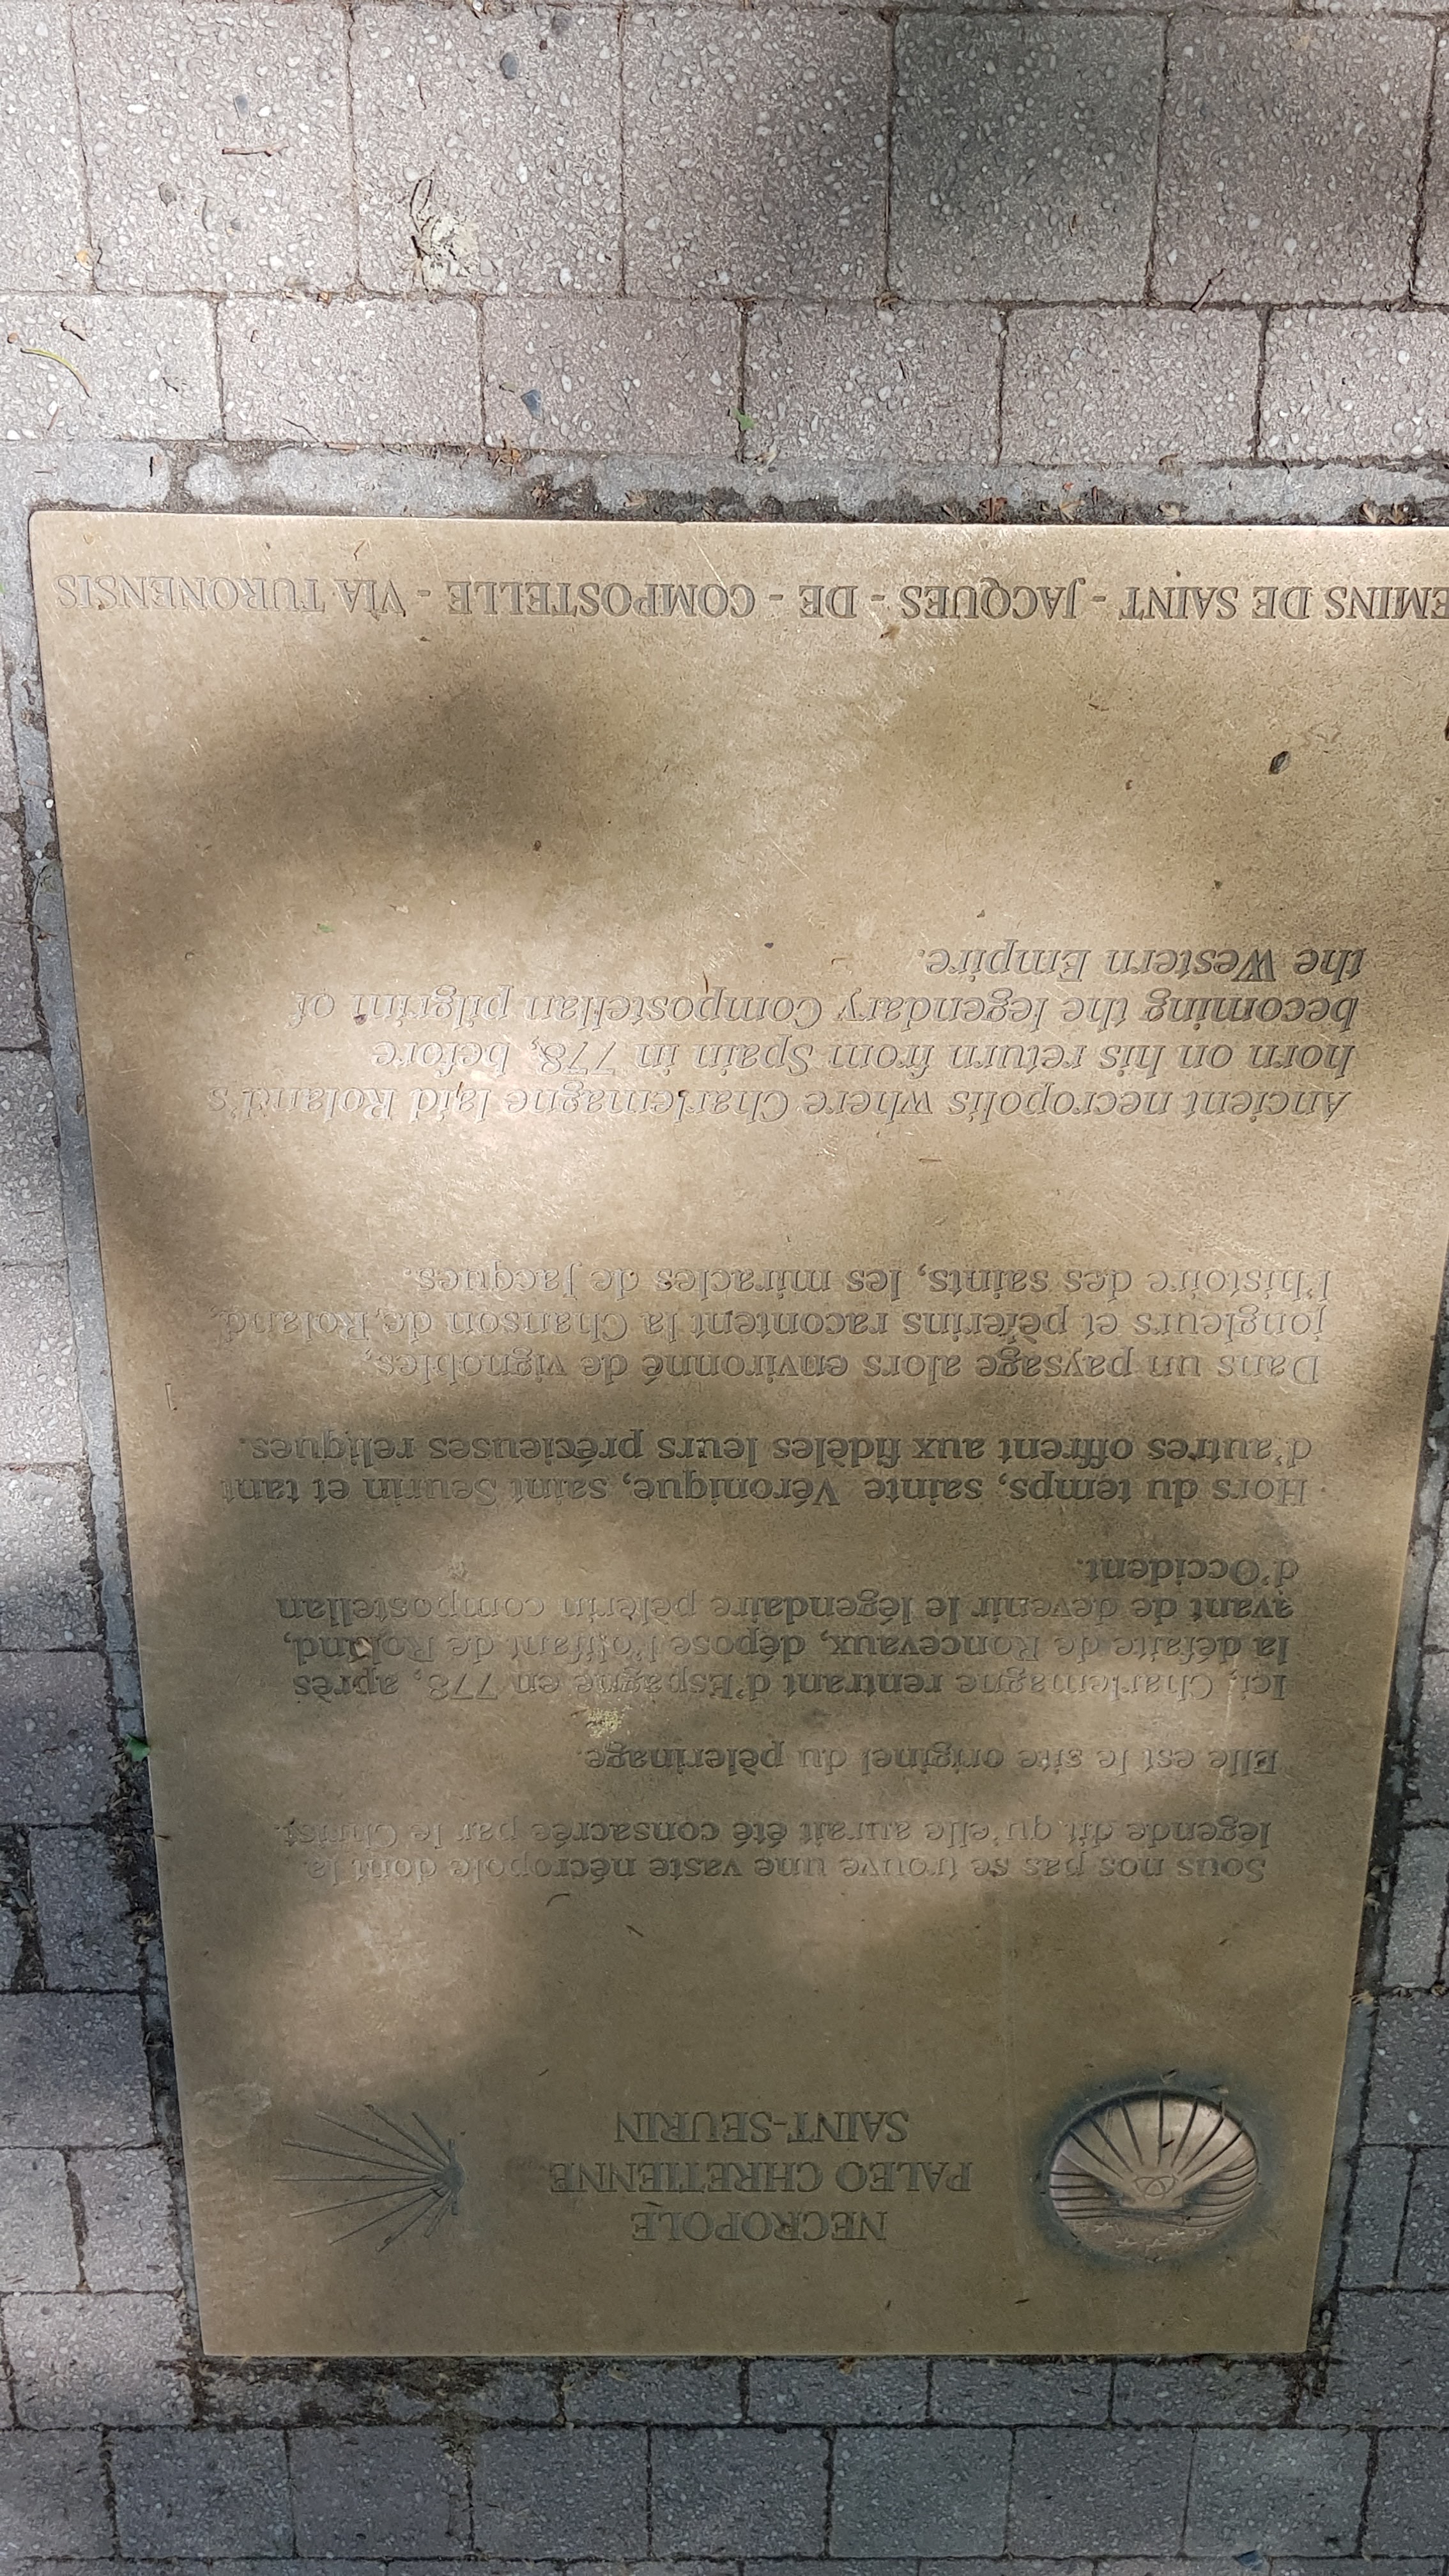 NECROPOLE
PALEO CHRETIENNE
SAINT-SEURIN
Sous nos pas se trouve une vaste nécropole dont la
légende dit qu'elle aurait été consacrée par le Christ.
Elle est le site originel du pèlerinage.
Ici, Charlemagne rentrant d'Espagne en 778, après
la défaite de Roncevaux, dépose l'oliffant de Roland,
avant de devenir le légendaire pèlerin compostellan
d'Occident.
Hors du temps, sainte Véronique, saint Seurin et tant
d'autres offrent aux fidèles leurs précieuses reliques.
Dans un paysage alors environné de vignobles,
jongleurs et pèlerins racontent la Chanson de Roland,
l'histoire des saints, les miracles de Jacques.
Ancient necropolis where Charlemagne laid Roland's
horn on his return from Spain in 778, before
becoming the legendary Compostellan pilgrim of
the Western Empire.
EMINS DE SAINT - JACQUES - DE - COMPOSTELLE - VIA TURONENSIS